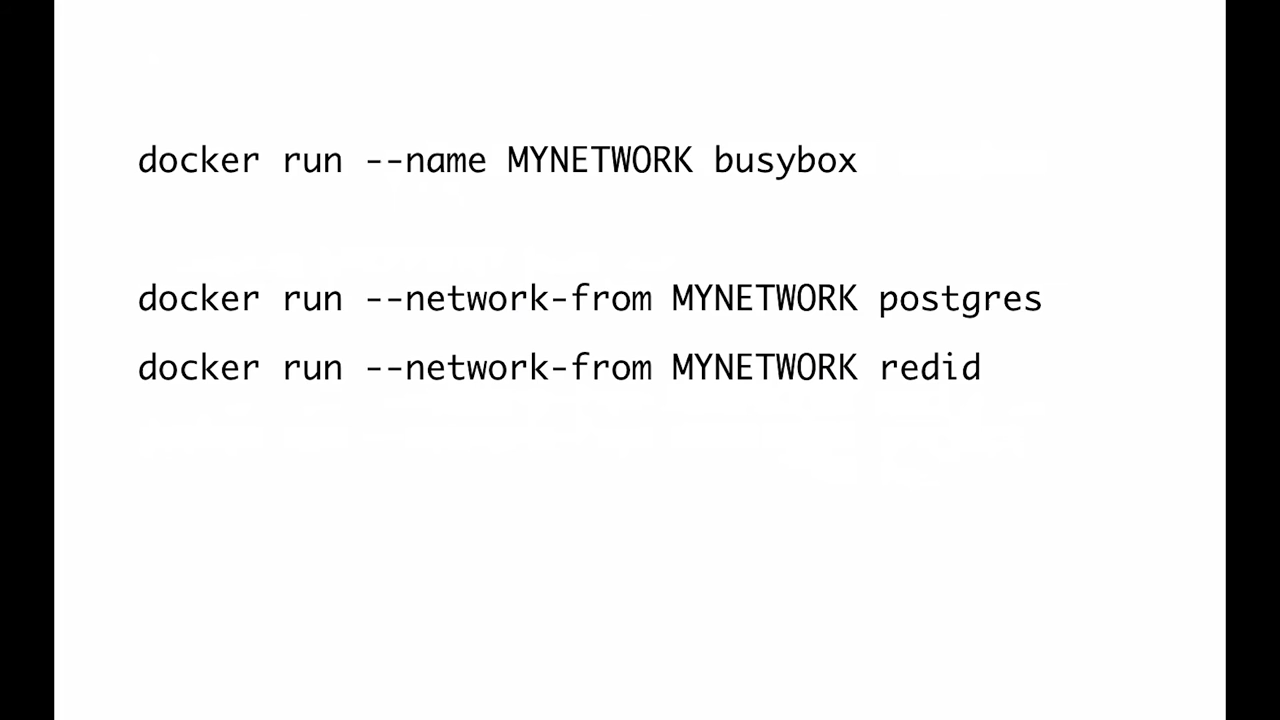 docker run --name MYNETWORK busybox
docker run --network-from MYNETWORK postgres
docker run --network-from MYNETWORK redid